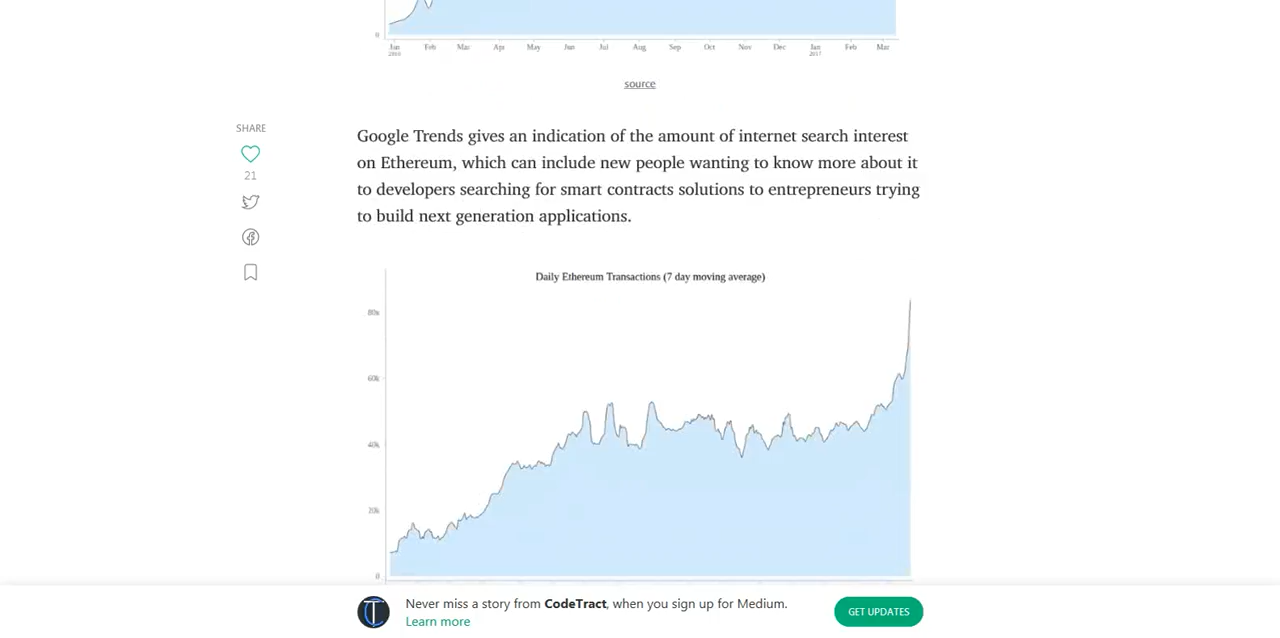 0
Jan Feb Mar Apr May Jun Jul Aug Sep Oct Nov Dec Jan Feb Mar
2016 2017
source
SHARE
21
Google Trends gives an indication of the amount of internet search interest
on Ethereum, which can include new people wanting to know more about it
to developers searching for smart contracts solutions to entrepreneurs trying
to build next generation applications.
Daily Ethereum Transactions (7 day moving average)
80k
60k
40k
20k
0
Never miss a story from CodeTract, when you sign up for Medium.
Learn more
GET UPDATES